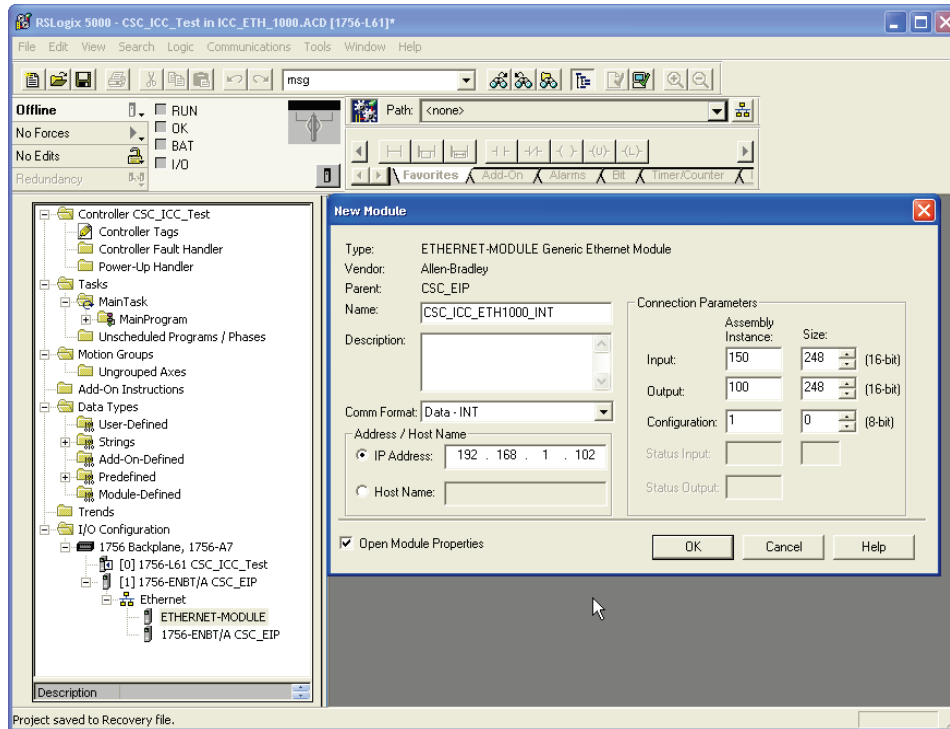 RSLogix 5000 - CSC_ICC_Test in ICC_ETH_1000.ACD [1756-L61]*
File Edit View Search Logic Communications Tools Window Help
msg
Offline
RUN
No Forces
OK
No Edits
BAT
Redundancy
I/O
Path: <none>
Favorites Add-On Alarms Bit Timer/Counter
Controller CSC_ICC_Test
Controller Tags
Controller Fault Handler
Power-Up Handler
Tasks
MainTask
MainProgram
Unscheduled Programs / Phases
Motion Groups
Ungrouped Axes
Add-On Instructions
Data Types
User-Defined
Strings
Add-On-Defined
Predefined
Module-Defined
Trends
I/O Configuration
1756 Backplane, 1756-A7
[0] 1756-L61 CSC_ICC_Test
[1] 1756-ENBT/A CSC_EIP
Ethernet
ETHERNET-MODULE
1756-ENBT/A CSC_EIP
Description
New Module
Type: ETHERNET-MODULE Generic Ethernet Module
Vendor: Allen-Bradley
Parent: CSC_EIP
Name: CSC_ICC_ETH1000_INT
Description:
Comm Format: Data - INT
Address / Host Name
IP Address: 192 . 168 . 1 . 102
Host Name:
Connection Parameters
Assembly Instance: Size:
Input: 150 248 (16-bit)
Output: 100 248 (16-bit)
Configuration: 1 0 (8-bit)
Status Input:
Status Output:
Open Module Properties
OK Cancel Help
Project saved to Recovery file.